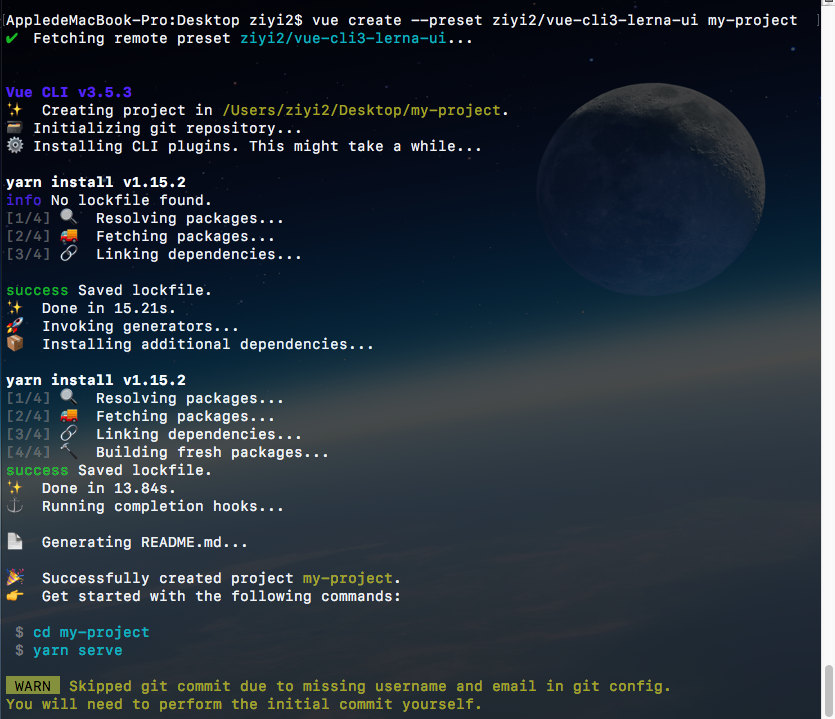 [AppledeMacBook-Pro:Desktop ziyi2$ vue create --preset ziyi2/vue-cli3-lerna-ui my-project ]
✔ Fetching remote preset ziyi2/vue-cli3-lerna-ui...
Vue CLI v3.5.3
✨ Creating project in /Users/ziyi2/Desktop/my-project.
🗃 Initializing git repository...
⚙ Installing CLI plugins. This might take a while...
yarn install v1.15.2
info No lockfile found.
[1/4] 🔍 Resolving packages...
[2/4] 🚚 Fetching packages...
[3/4] 🔗 Linking dependencies...
success Saved lockfile.
✨ Done in 15.21s.
🚀 Invoking generators...
📦 Installing additional dependencies...
yarn install v1.15.2
[1/4] 🔍 Resolving packages...
[2/4] 🚚 Fetching packages...
[3/4] 🔗 Linking dependencies...
[4/4] 🔨 Building fresh packages...
success Saved lockfile.
✨ Done in 13.84s.
⚓ Running completion hooks...
📄 Generating README.md...
🎉 Successfully created project my-project.
👉 Get started with the following commands:
$ cd my-project
$ yarn serve
WARN Skipped git commit due to missing username and email in git config.
You will need to perform the initial commit yourself.